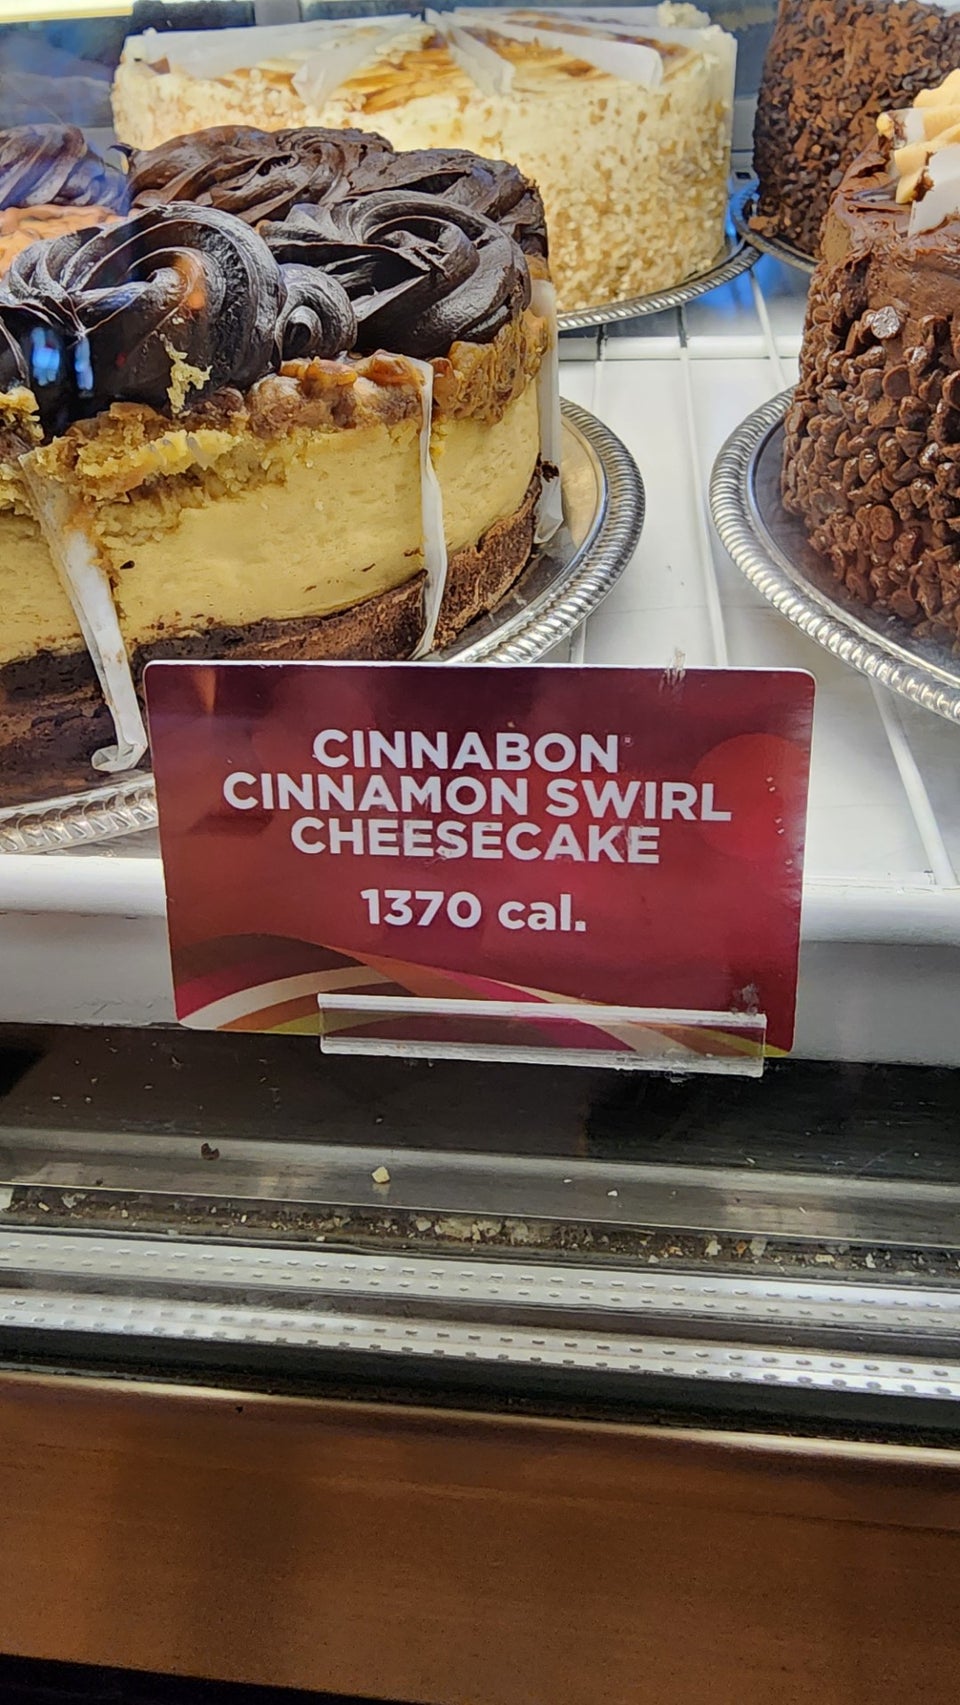 CINNABON®
CINNAMON SWIRL
CHEESECAKE
1370 cal.